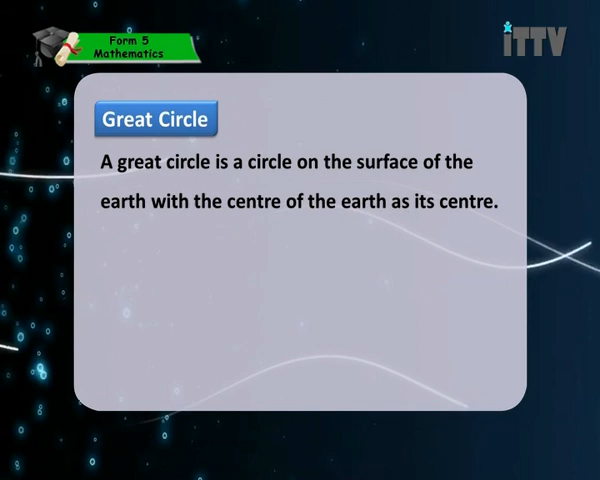 Form 5
Mathematics
iTTV
Great Circle
A great circle is a circle on the surface of the
earth with the centre of the earth as its centre.